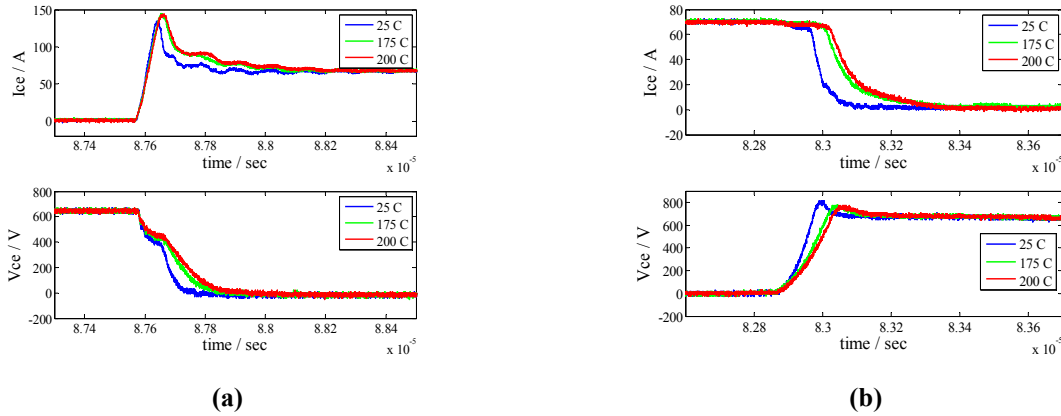 150
100
50
0
Ice / A
25 C
175 C
200 C
8.74 8.76 8.78 8.8 8.82 8.84
time / sec
x 10-5
800
600
400
200
0
-200
Vce / V
25 C
175 C
200 C
8.74 8.76 8.78 8.8 8.82 8.84
time / sec
x 10-5
(a)
80
60
40
20
0
20
Ice / A
25 C
175 C
200 C
8.28 8.3 8.32 8.34 8.36
time / sec
x 10-5
800
600
400
200
0
-200
Vce / V
25 C
175 C
200 C
8.28 8.3 8.32 8.34 8.36
time / sec
x 10-5
(b)